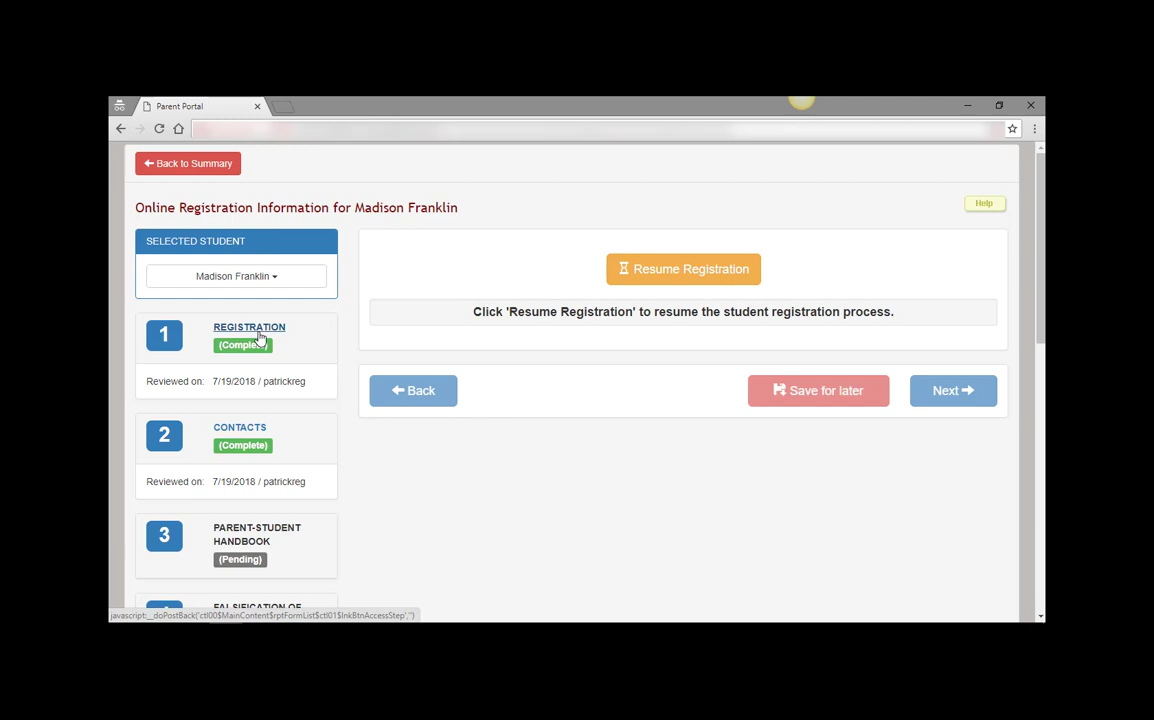 Parent Portal
Back to Summary
Online Registration Information for Madison Franklin
Help
SELECTED STUDENT
Madison Franklin
1
REGISTRATION
(Complete)
Reviewed on: 7/19/2018 / patrickreg
2
CONTACTS
(Complete)
Reviewed on: 7/19/2018 / patrickreg
3
PARENT-STUDENT
HANDBOOK
(Pending)
FALSIFICATION OF
Resume Registration
Click 'Resume Registration' to resume the student registration process.
Back
Save for later
Next
javascript:__doPostBack('ctl00$MainContent$rptFormList$ctl01$lnkBtnAccessStep','')